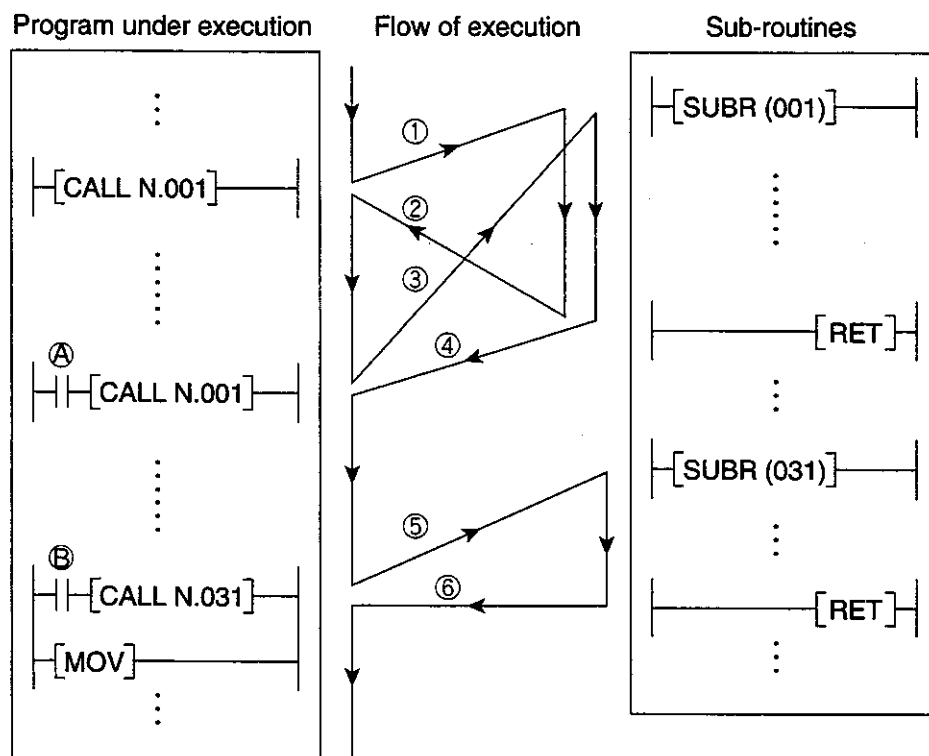 Program under execution
Flow of execution
Sub-routines
[CALL N.001]
Ⓐ
[CALL N.001]
Ⓑ
[CALL N.031]
[MOV]
①
②
③
④
⑤
⑥
[SUBR (001)]
[RET]
[SUBR (031)]
[RET]